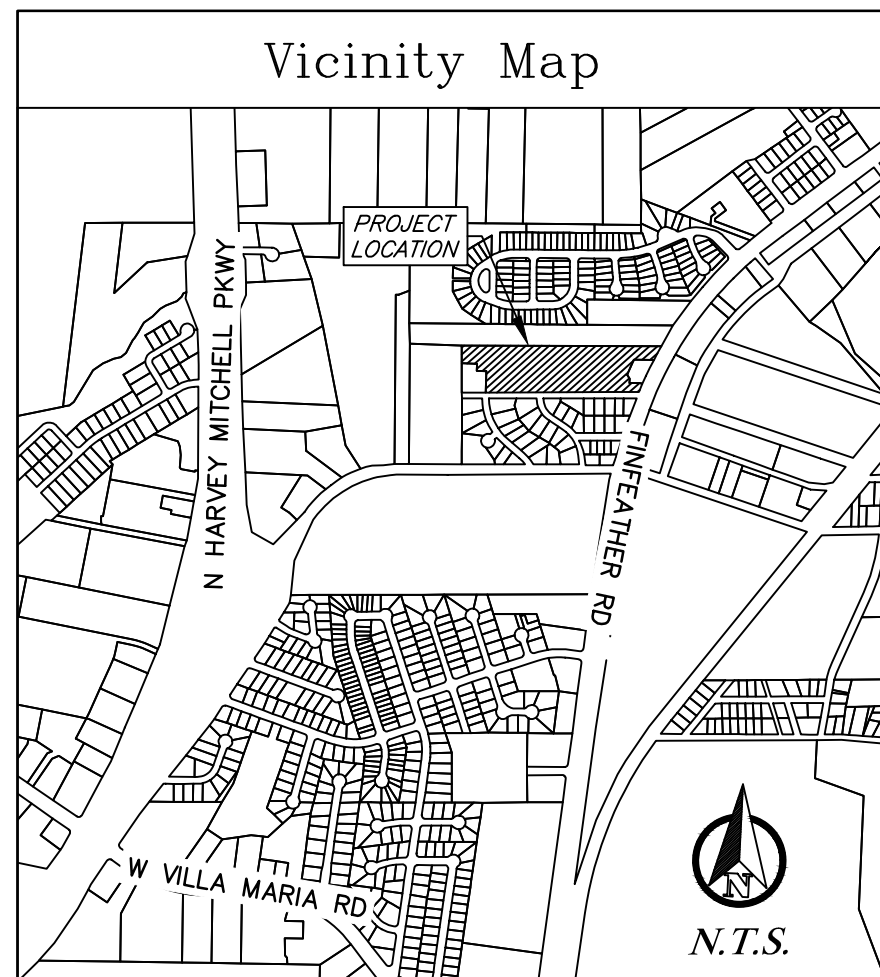 Vicinity Map
PROJECT
LOCATION
N HARVEY MITCHELL PKWY
FINFEATHER RD
W VILLA MARIA RD
N
N.T.S.